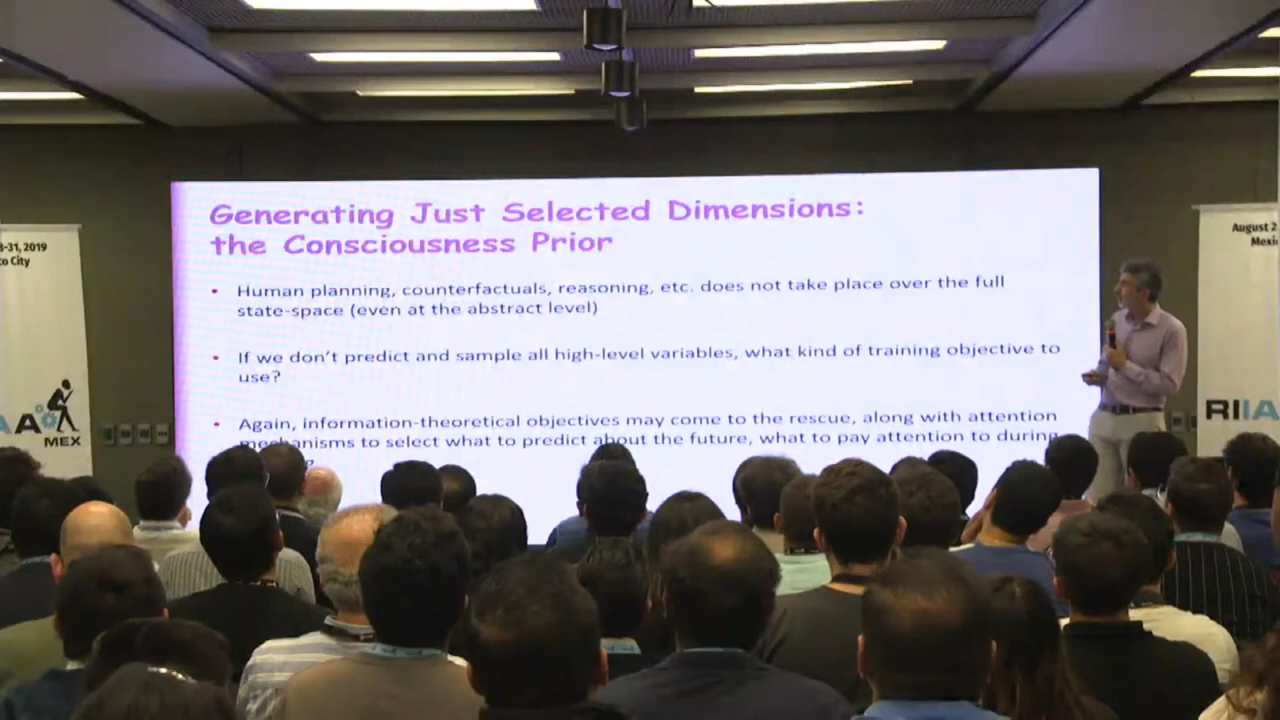 Generating Just Selected Dimensions:
the Consciousness Prior
• Human planning, counterfactuals, reasoning, etc. does not take place over the full
state-space (even at the abstract level)
• If we don't predict and sample all high-level variables, what kind of training objective to
use?
• Again, information-theoretical objectives may come to the rescue, along with attention
mechanisms to select what to predict about the future, what to pay attention to during
-31, 2019
o City
AA
MEX
August 2
Mexi
RIIA